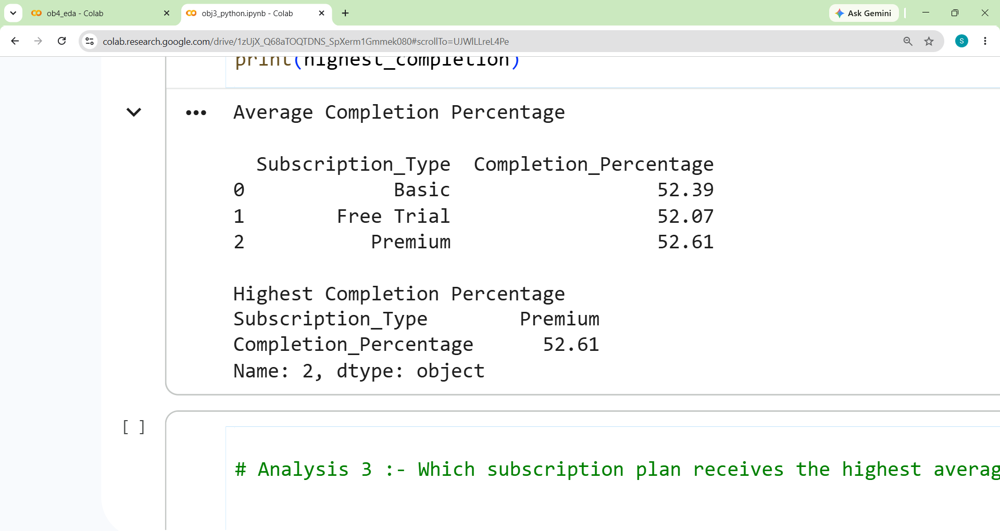 ob4_eda - Colab
obj3_python.ipynb - Colab
Ask Gemini
colab.research.google.com/drive/1zUjX_Q68aTOQTDNS_SpXerm1Gmmek080#scrollTo=UJWlLLreL4Pe
S
print(highest_completion)
Average Completion Percentage
Subscription_Type Completion_Percentage
0 Basic 52.39
1 Free Trial 52.07
2 Premium 52.61
Highest Completion Percentage
Subscription_Type Premium
Completion_Percentage 52.61
Name: 2, dtype: object
[ ]
# Analysis 3 :- Which subscription plan receives the highest averag